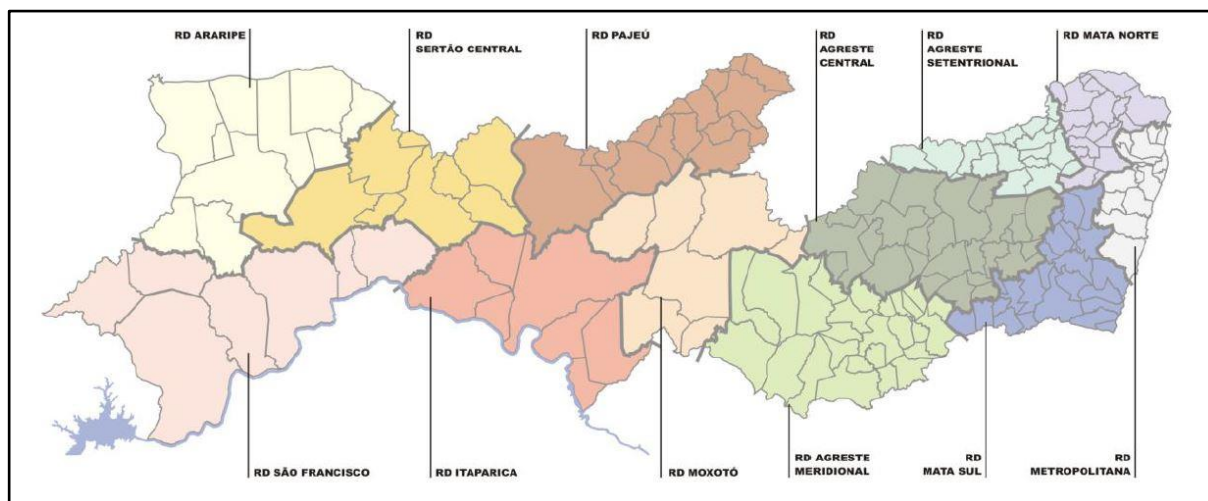 RD ARARIPE
RD
SERTÃO CENTRAL
RD PAJEÚ
RD
AGRESTE
CENTRAL
RD
AGRESTE
SETENTRIONAL
RD MATA NORTE
RD SÃO FRANCISCO
RD ITAPARICA
RD MOXOTÓ
RD AGRESTE
MERIDIONAL
RD
MATA SUL
RD
METROPOLITANA